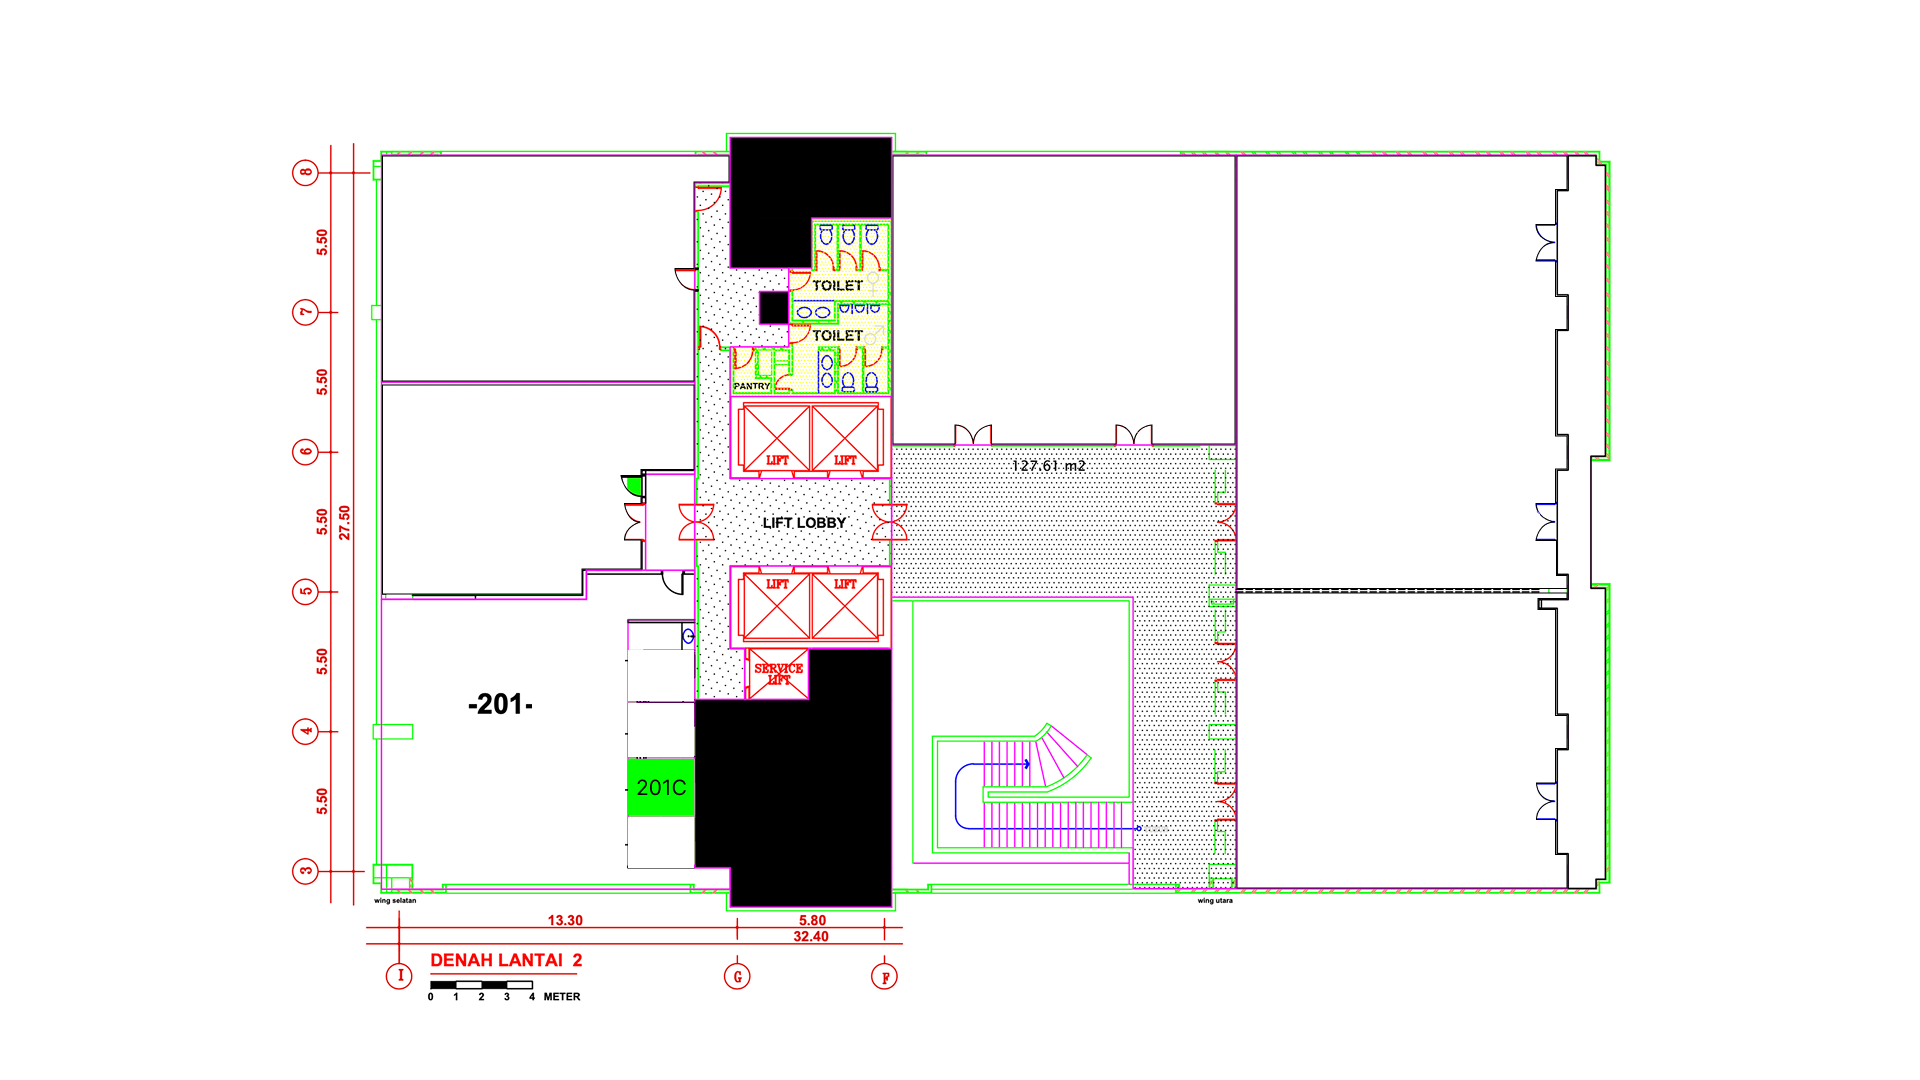 8
5.50
TOILET
7
TOILET
5.50
PANTRY
6
LIFT
LIFT
127.61 m2
5.50
27.50
LIFT LOBBY
5
LIFT
LIFT
5.50
SERVICE
LIFT
-201-
4
201C
5.50
3
wing selatan
wing utara
13.30
5.80
32.40
DENAH LANTAI 2
I
G
F
0 1 2 3 4 METER